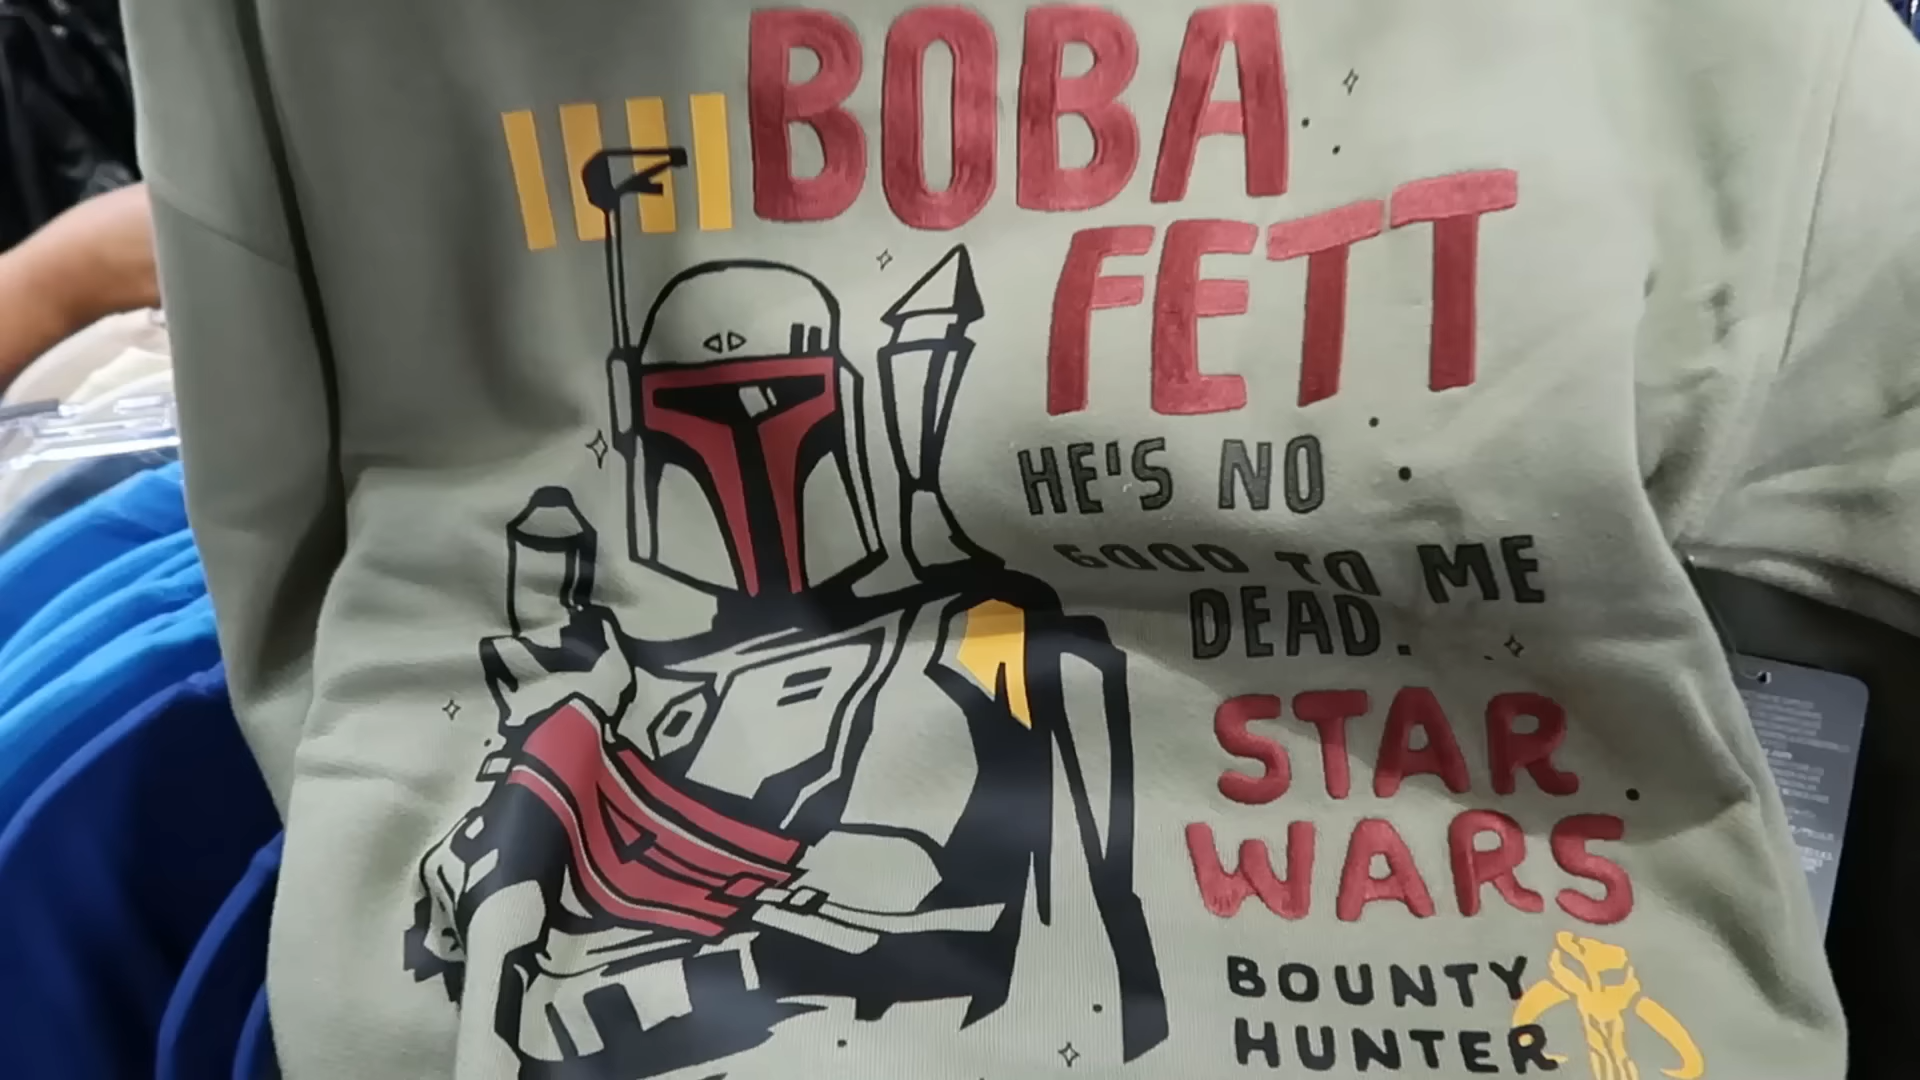 BOBA
FETT
HE'S NO
GOOD TO ME
DEAD.
STAR
WARS
BOUNTY
HUNTER